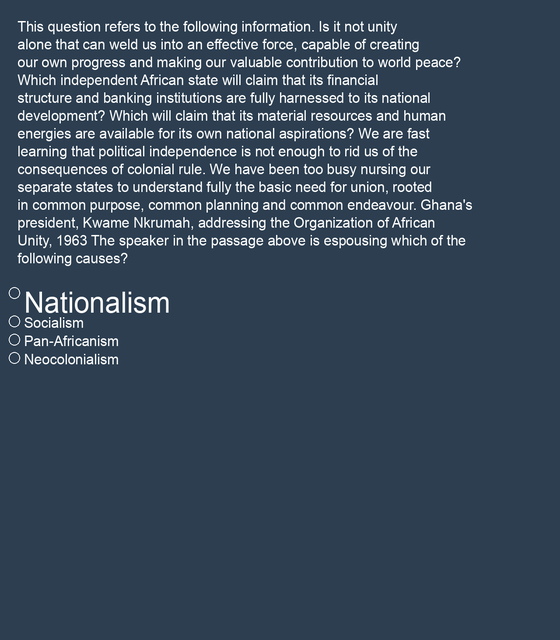 This question refers to the following information. Is it not unity
alone that can weld us into an effective force, capable of creating
our own progress and making our valuable contribution to world peace?
Which independent African state will claim that its financial
structure and banking institutions are fully harnessed to its national
development? Which will claim that its material resources and human
energies are available for its own national aspirations? We are fast
learning that political independence is not enough to rid us of the
consequences of colonial rule. We have been too busy nursing our
separate states to understand fully the basic need for union, rooted
in common purpose, common planning and common endeavour. Ghana's
president, Kwame Nkrumah, addressing the Organization of African
Unity, 1963 The speaker in the passage above is espousing which of the
following causes?
Nationalism
Socialism
Pan-Africanism
Neocolonialism